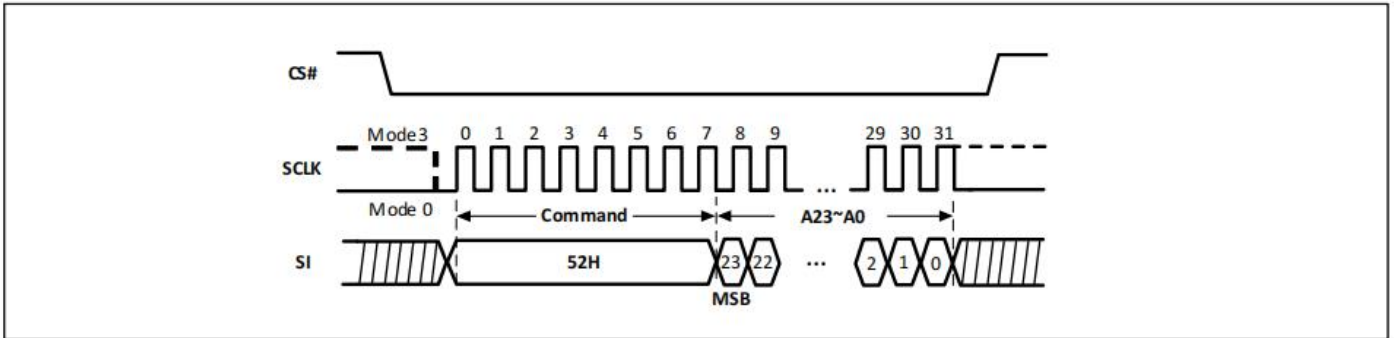 CS#
Mode3 0 1 2 3 4 5 6 7 8 9 29 30 31
SCLK
...
Mode 0 Command A23~A0
SI 52H 23 22 ... 2 1 0
MSB